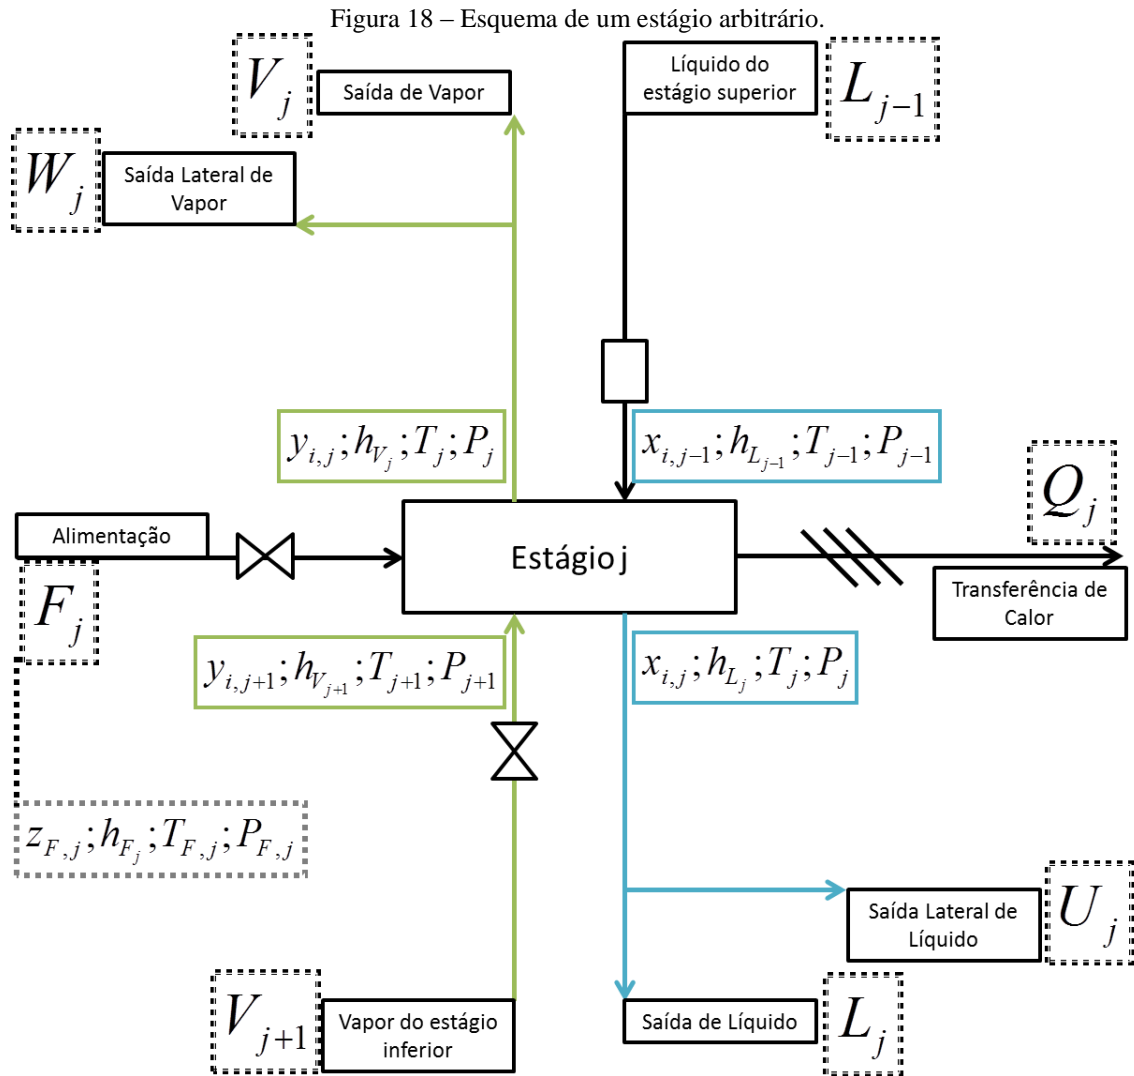 Figura 18 – Esquema de um estágio arbitrário.
V_j
Saída de Vapor
Líquido do
estágio superior
L_{j−1}
W_j
Saída Lateral de
Vapor
y_{i,j};h_{V_j};T_j;P_j
x_{i,j−1};h_{L_{j−1}};T_{j−1};P_{j−1}
Q_j
Alimentação
Estágio j
Transferência de
Calor
F_j
y_{i,j+1};h_{V_{j+1}};T_{j+1};P_{j+1}
x_{i,j};h_{L_j};T_j;P_j
z_{F,j};h_{F_j};T_{F,j};P_{F,j}
Saída Lateral de
Líquido
U_j
V_{j+1}
Vapor do estágio
inferior
Saída de Líquido
L_j